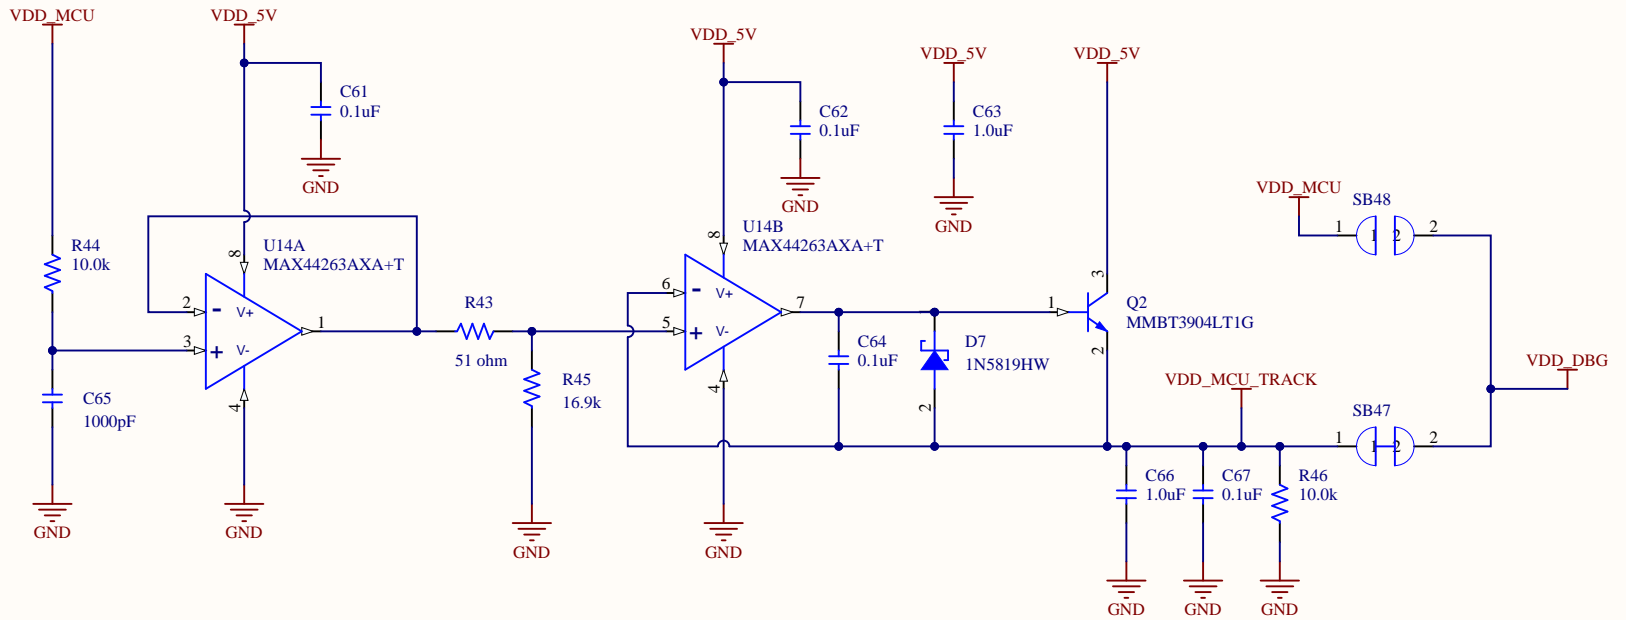 VDD_MCU
VDD_5V
VDD_5V
VDD_5V
VDD_5V
C61
0.1uF
GND
C62
0.1uF
GND
C63
1.0uF
GND
R44
10.0k
8
U14A
MAX44263AXA+T
2
3
V+
V-
1
4
C65
1000pF
GND
GND
R43
51 ohm
R45
16.9k
GND
8
U14B
MAX44263AXA+T
6
5
V+
V-
7
4
GND
C64
0.1uF
D7
1N5819HW
2
1
3
2
Q2
MMBT3904LT1G
VDD_MCU
SB48
1
1
2
2
VDD_DBG
VDD_MCU_TRACK
SB47
1
1
2
2
C66
1.0uF
C67
0.1uF
R46
10.0k
GND
GND
GND